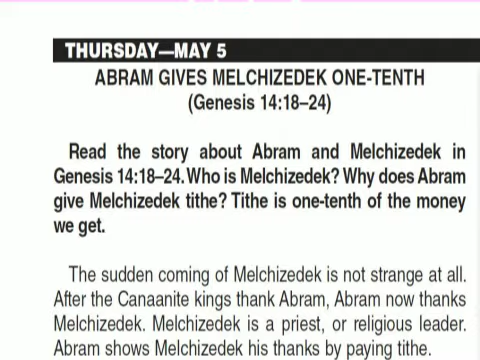 THURSDAY—MAY 5
ABRAM GIVES MELCHIZEDEK ONE-TENTH
(Genesis 14:18–24)
Read the story about Abram and Melchizedek in
Genesis 14:18–24. Who is Melchizedek? Why does Abram
give Melchizedek tithe? Tithe is one-tenth of the money
we get.
The sudden coming of Melchizedek is not strange at all.
After the Canaanite kings thank Abram, Abram now thanks
Melchizedek. Melchizedek is a priest, or religious leader.
Abram shows Melchizedek his thanks by paying tithe.